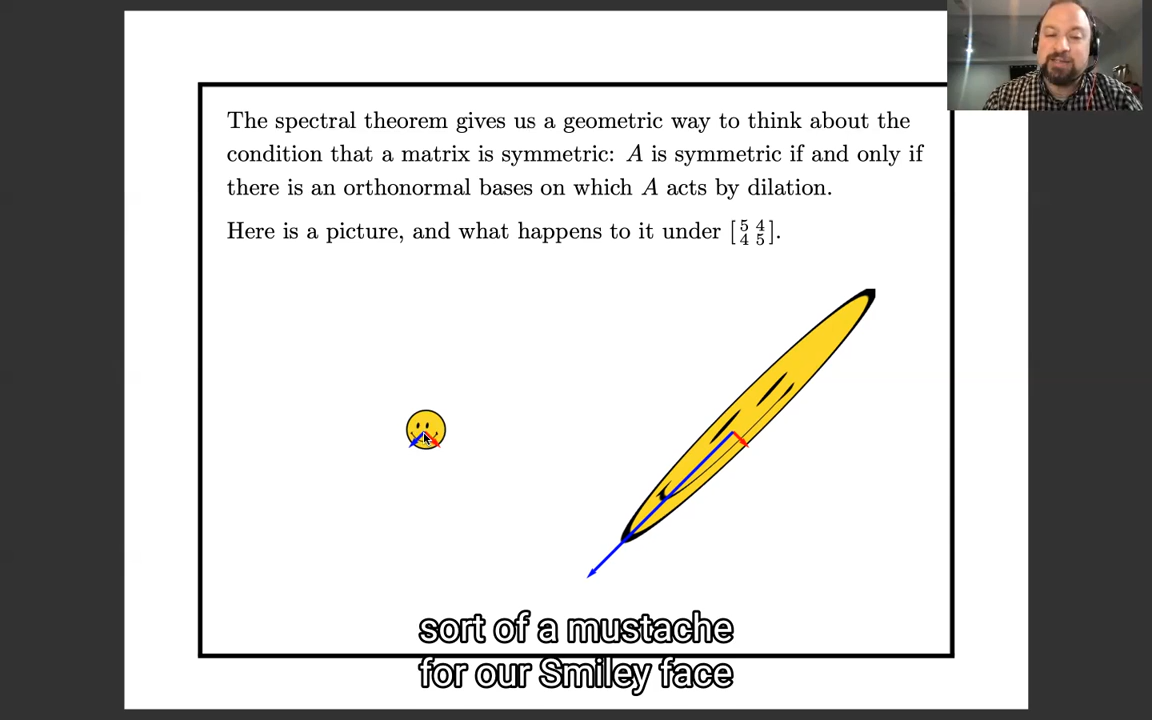 The spectral theorem gives us a geometric way to think about the
condition that a matrix is symmetric: A is symmetric if and only if
there is an orthonormal bases on which A acts by dilation.
Here is a picture, and what happens to it under [5 4
4 5].
sort of a mustache
for our Smiley face